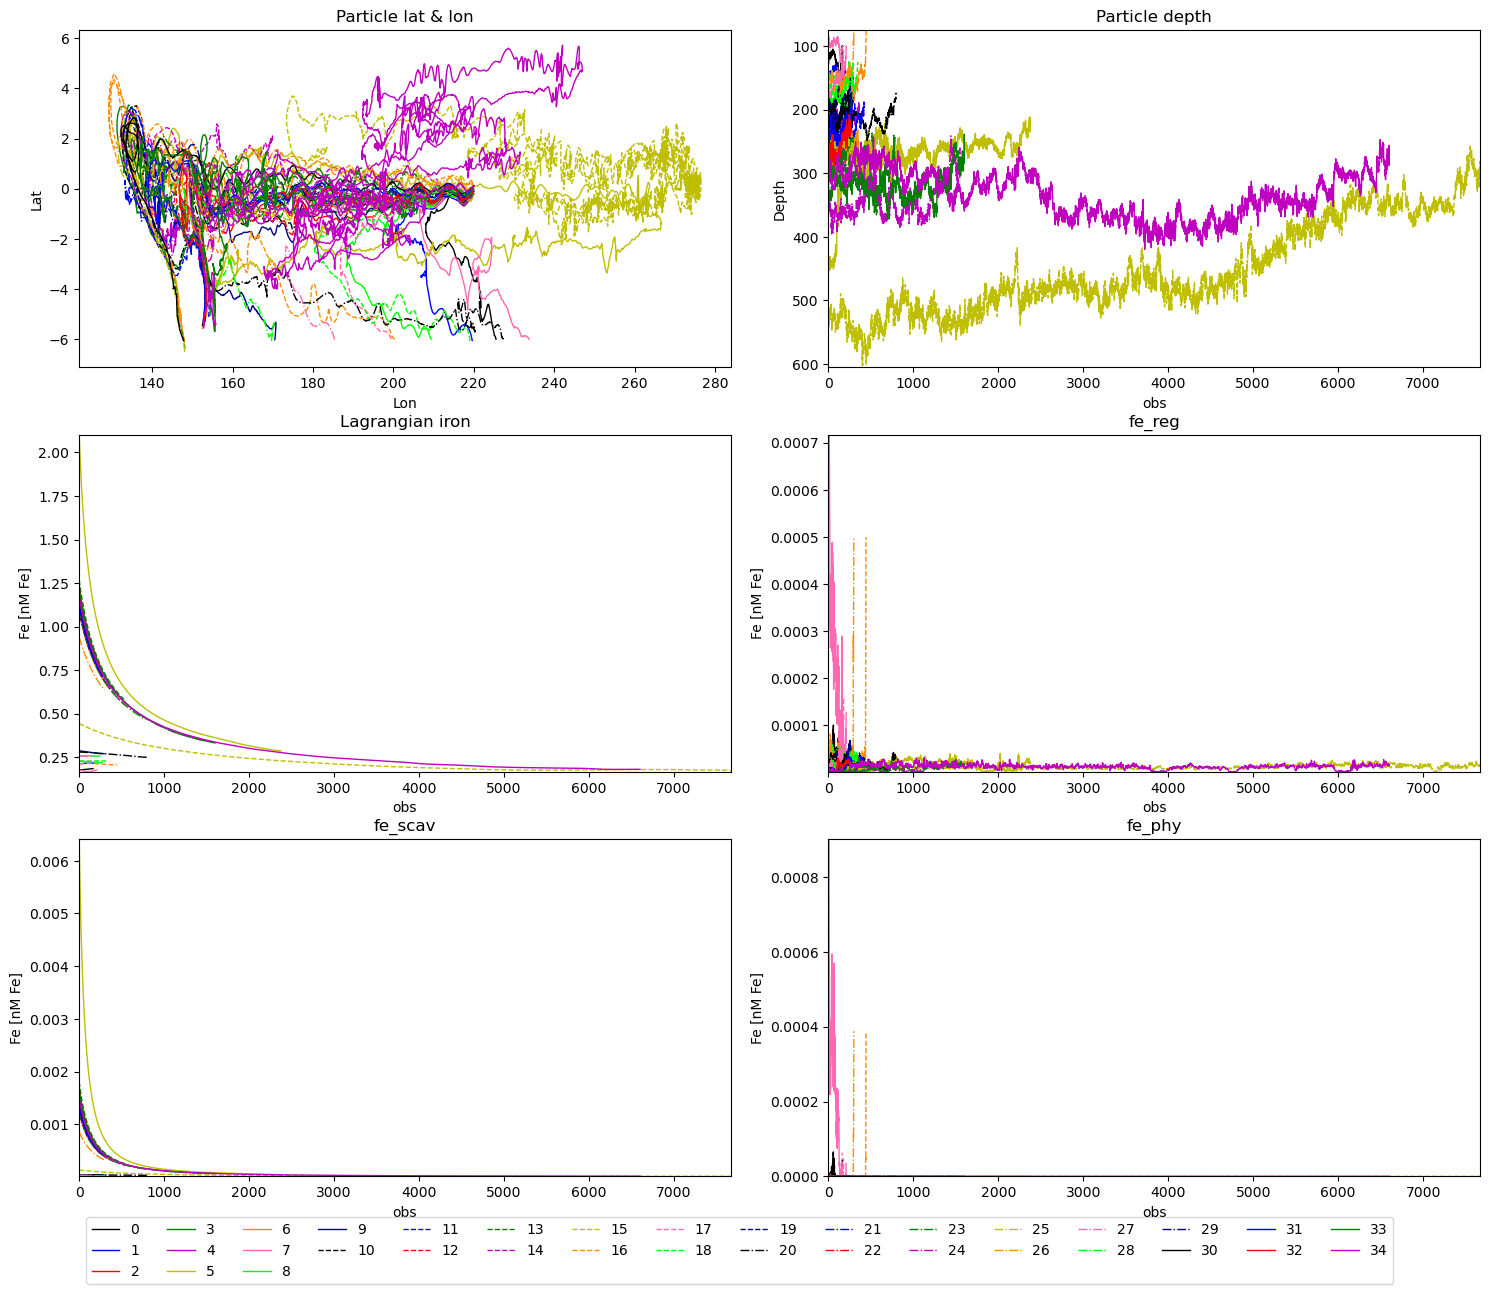 Particle lat & lon
6
4
2
0
−2
−4
−6
Lat
140 160 180 200 220 240 260 280
Lon
Particle depth
100
200
300
400
500
600
Depth
0 1000 2000 3000 4000 5000 6000 7000
obs
Lagrangian iron
2.00
1.75
1.50
1.25
1.00
0.75
0.50
0.25
Fe [nM Fe]
0 1000 2000 3000 4000 5000 6000 7000
obs
fe_reg
0.0007
0.0006
0.0005
0.0004
0.0003
0.0002
0.0001
Fe [nM Fe]
0 1000 2000 3000 4000 5000 6000 7000
obs
fe_scav
0.006
0.005
0.004
0.003
0.002
0.001
Fe [nM Fe]
0 1000 2000 3000 4000 5000 6000 7000
obs
fe_phy
0.0008
0.0006
0.0004
0.0002
0.0000
Fe [nM Fe]
0 1000 2000 3000 4000 5000 6000 7000
obs
0 3 6 9 11 13 15 17 19 21 23 25 27 29 31 33
1 4 7 10 12 14 16 18 20 22 24 26 28 30 32 34
2 5 8